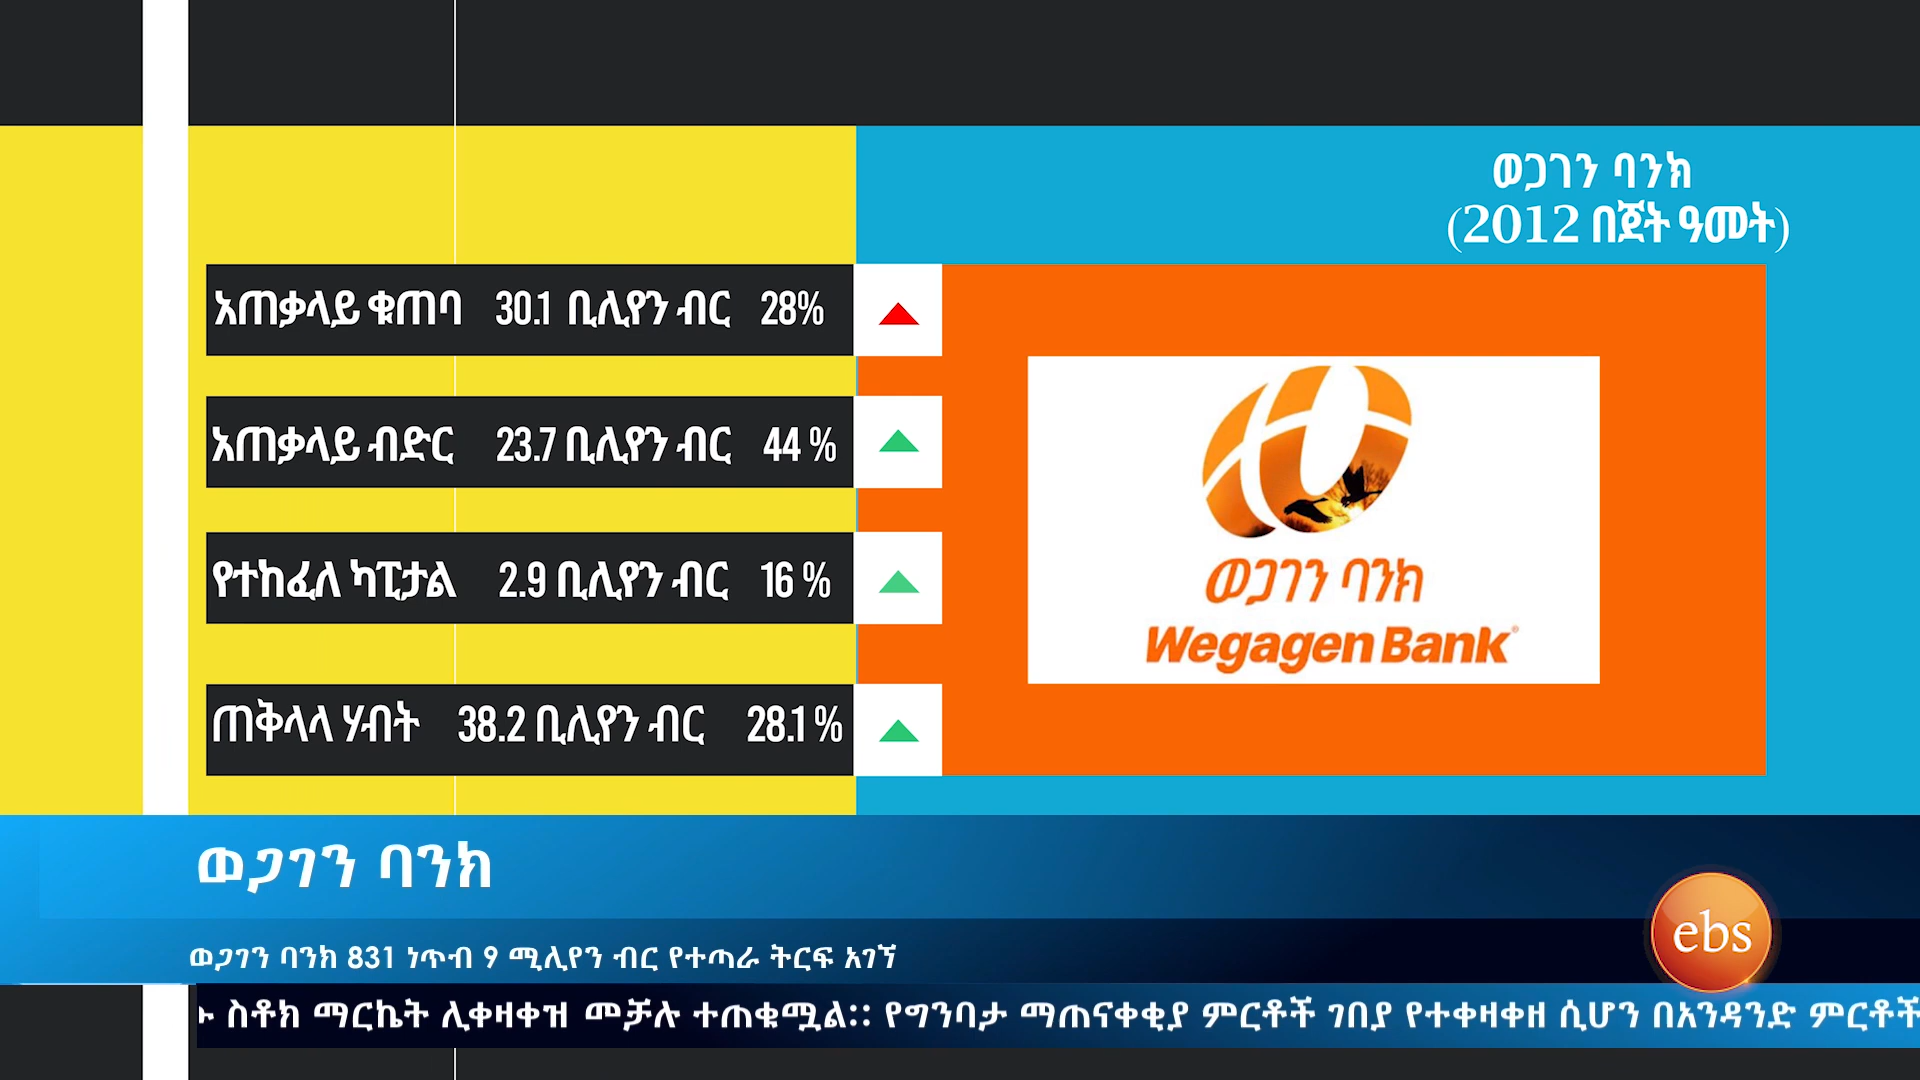 ወጋገን ባንክ
(2012 በጀት ዓመት)
አጠቃላይ ቁጠባ 30.1 ቢሊየን ብር 28%
አጠቃላይ ብድር 23.7 ቢሊየን ብር 44 %
የተከፈለ ካፒታል 2.9 ቢሊየን ብር 16 %
ጠቅላላ ሃብት 38.2 ቢሊየን ብር 28.1 %
ወጋገን ባንክ
Wegagen Bank
ወጋገን ባንክ
ወጋገን ባንክ 831 ነጥብ 9 ሚሊየን ብር የተጣራ ትርፍ አገኘ
ebs
ስቶክ ማርኬት ሊቀዛቀዝ መቻሉ ተጠቁሟል:: የግንባታ ማጠናቀቂያ ምርቶች ገበያ የተቀዛቀዘ ሲሆን በአንዳንድ ምርቶች